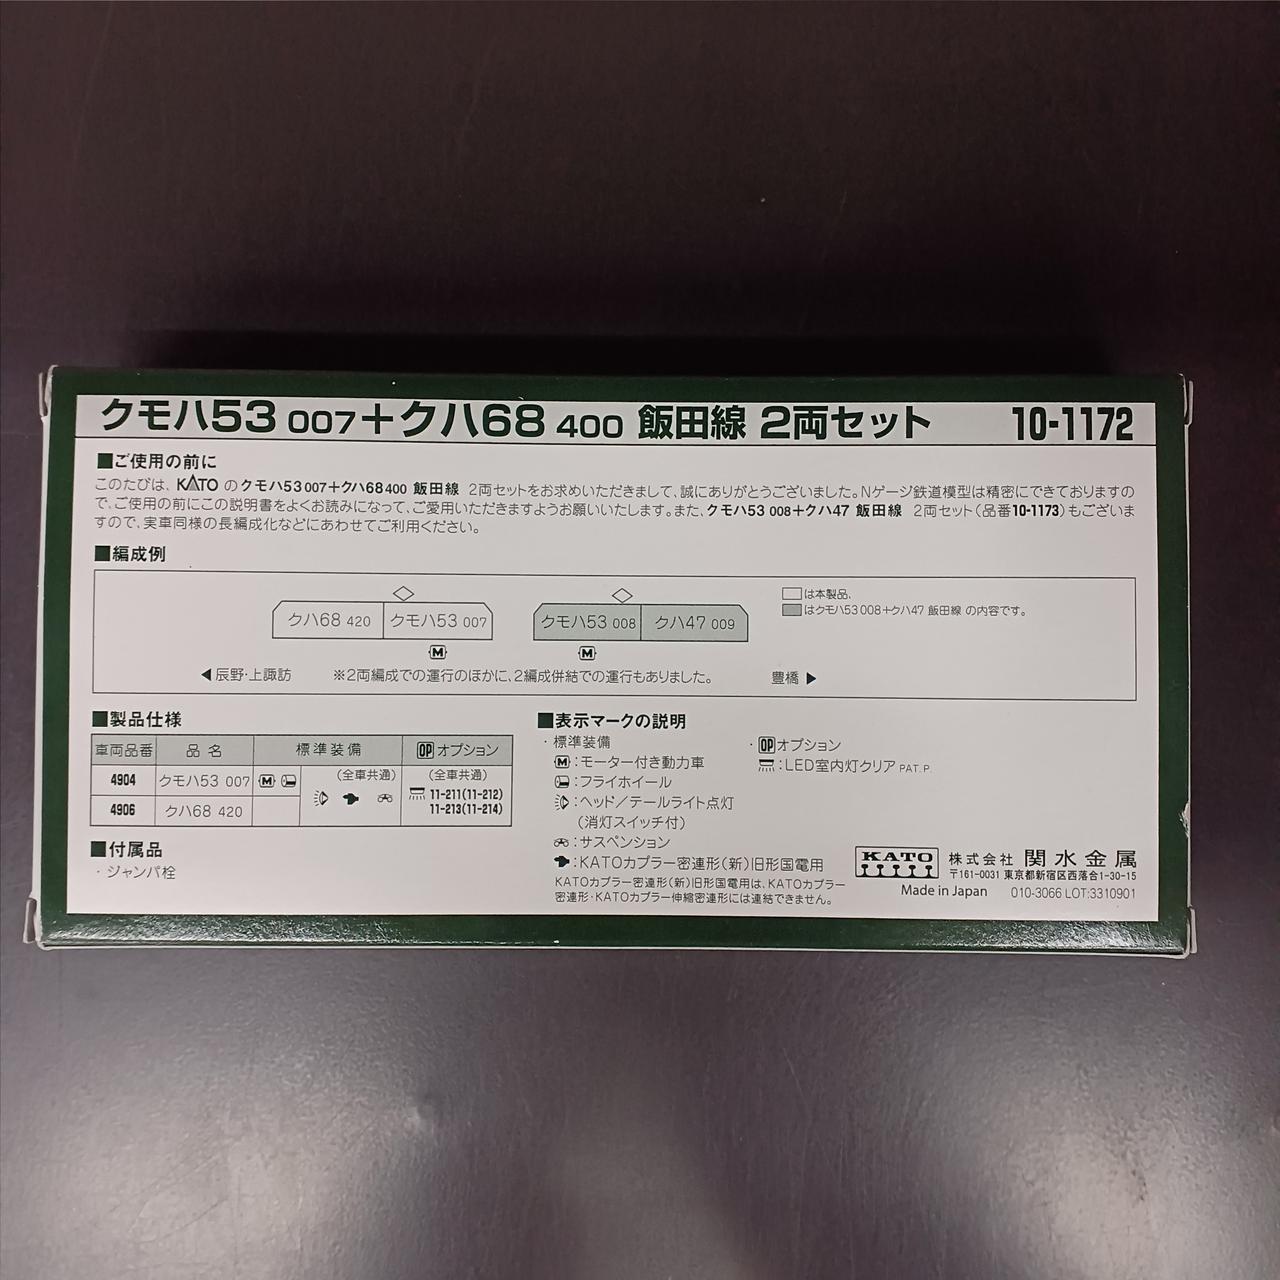 クモハ53 007＋クハ68 400 飯田線 2両セット 10-1172
■ご使用の前に
このたびは、KATOのクモハ53 007+クハ68 400 飯田線 2両セットをお求めいただきまして、誠にありがとうございました。Nゲージ鉄道模型は精密にできておりますの
で、ご使用の前にこの説明書をよくお読みになって、ご愛用いただきますようお願いいたします。また、クモハ53 008+クハ47 飯田線 2両セット(品番10-1173)もございま
すので、実車同様の長編成化などにあわせてご利用ください。
■編成例
クハ68 420 クモハ53 007 クモハ53 008 クハ47 009
M M
□は本製品、
■はクモハ53 008+クハ47 飯田線 の内容です。
◀辰野・上諏訪 ※2両編成での運行のほかに、2編成併結での運行もありました。 豊橋▶
■製品仕様
車両品番 品 名 標準装備 OPオプション
4904 クモハ53 007 M (全車共通) (全車共通)
11-211(11-212)
4906 クハ68 420 11-213(11-214)
■付属品
・ジャンパ栓
■表示マークの説明
・標準装備
M:モーター付き動力車
:フライホイール
:ヘッド/テールライト点灯
(消灯スイッチ付)
:サスペンション
:KATOカプラー密連形(新)旧形国電用
KATOカプラー密連形(新)旧形国電用は、KATOカプラー
密連形・KATOカプラー伸縮密連形には連結できません。
・OPオプション
:LED室内灯クリア PAT.P.
KATO 株式会社 関水金属
〒161-0031 東京都新宿区西落合1-30-15
Made in Japan 010-3066 LOT:3310901